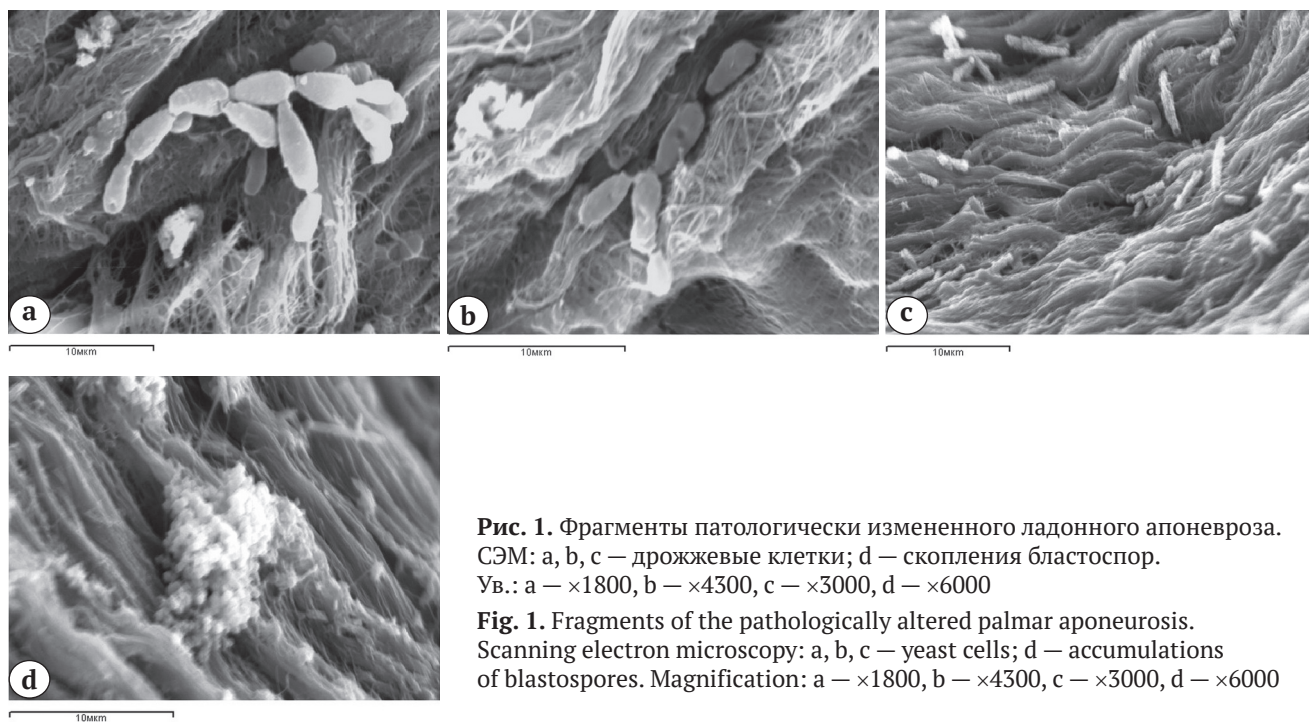 a
b
c
10мкm
10мкm
10мкm
d
10мкm
Рис. 1. Фрагменты патологически измененного ладонного апоневроза.
СЭМ: a, b, c — дрожжевые клетки; d — скопления бластоспор.
Ув.: a — ×1800, b — ×4300, c — ×3000, d — ×6000
Fig. 1. Fragments of the pathologically altered palmar aponeurosis.
Scanning electron microscopy: a, b, c — yeast cells; d — accumulations
of blastospores. Magnification: a — ×1800, b — ×4300, c — ×3000, d — ×6000